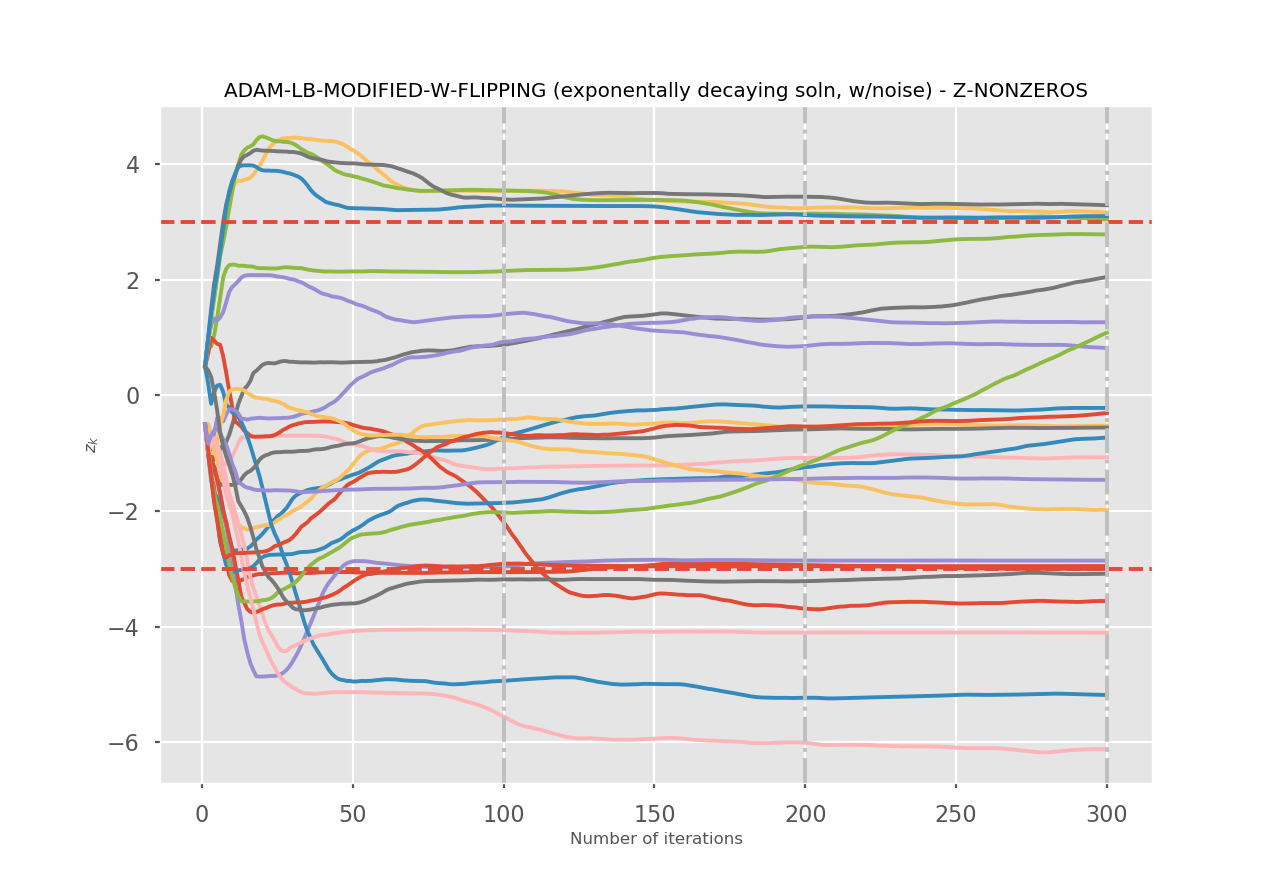 ADAM-LB-MODIFIED-W-FLIPPING (exponentially decaying soln, w/noise) - Z-NONZEROS
4
2
0
−2
−4
−6
z_k
0 50 100 150 200 250 300
Number of iterations